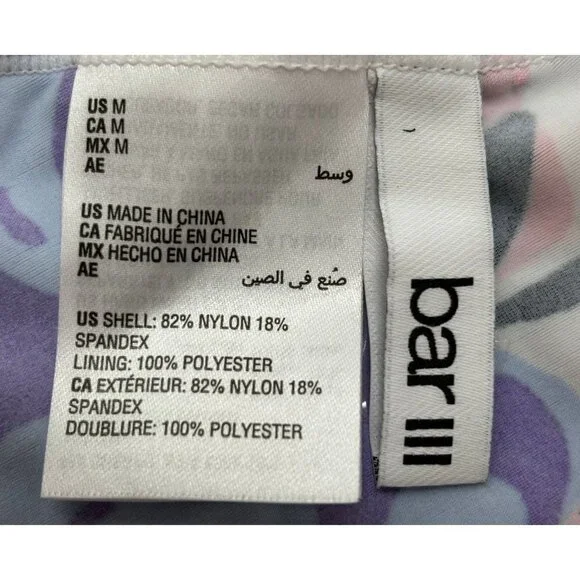 US M
CA M
MX M
AE وسط
US MADE IN CHINA
CA FABRIQUÉ EN CHINE
MX HECHO EN CHINA
AE صُنع في الصين
US SHELL: 82% NYLON 18%
SPANDEX
LINING: 100% POLYESTER
CA EXTÉRIEUR: 82% NYLON 18%
SPANDEX
DOUBLURE: 100% POLYESTER
bar III